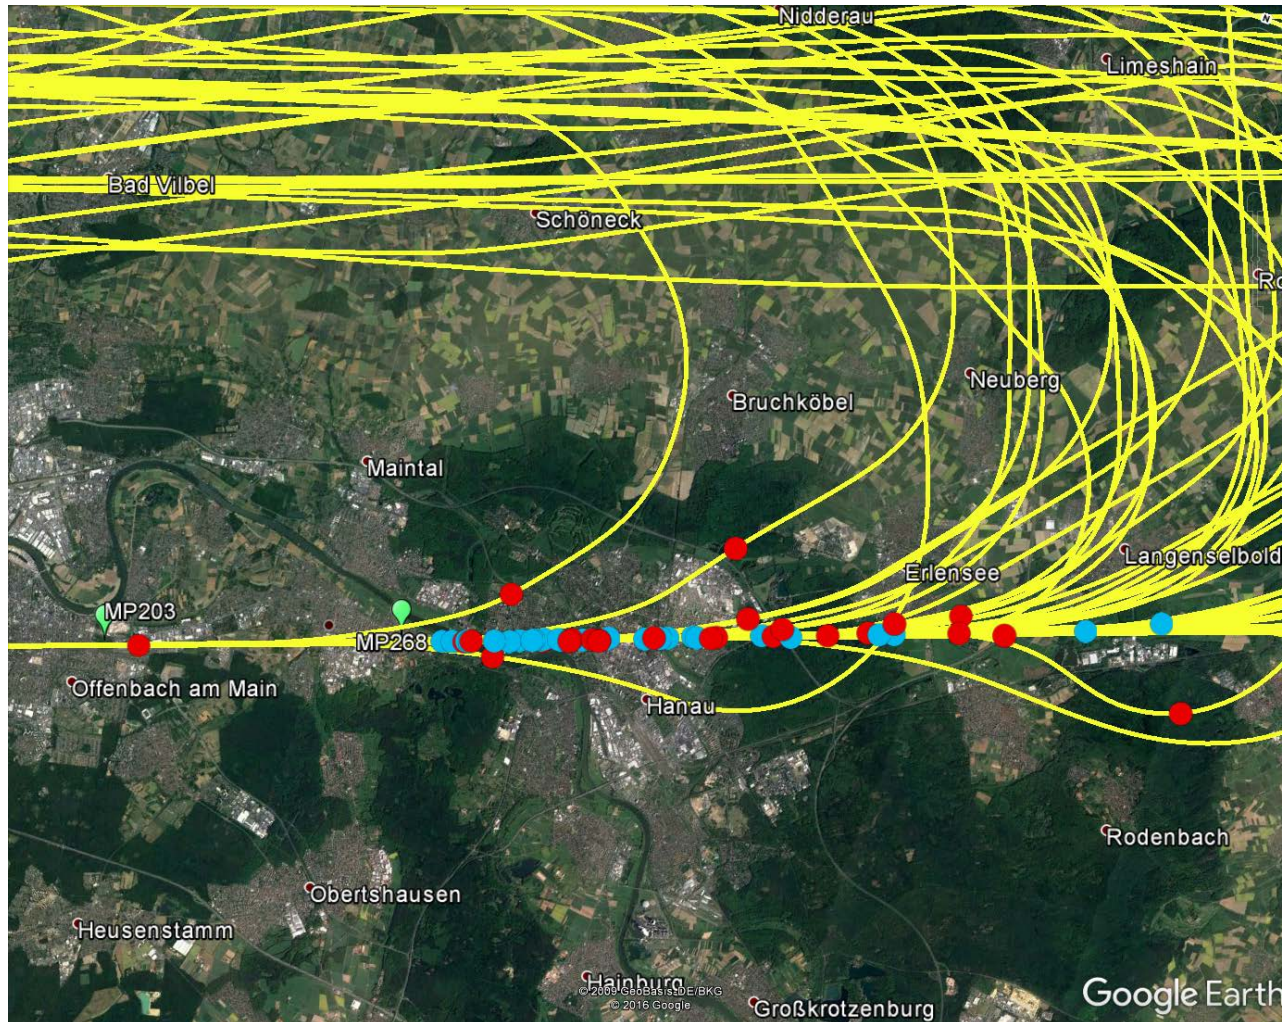 Nidderau
Limeshain
Bad Vilbel
Schöneck
Neuberg
Bruchköbel
Maintal
Langenselbold
Erlensee
MP203
MP268
Offenbach am Main
Hanau
Rodenbach
Obertshausen
Heusenstamm
Hainburg
© 2009 GeoBasis-DE/BKG
© 2016 Google
Großkrotzenburg
Google Earth